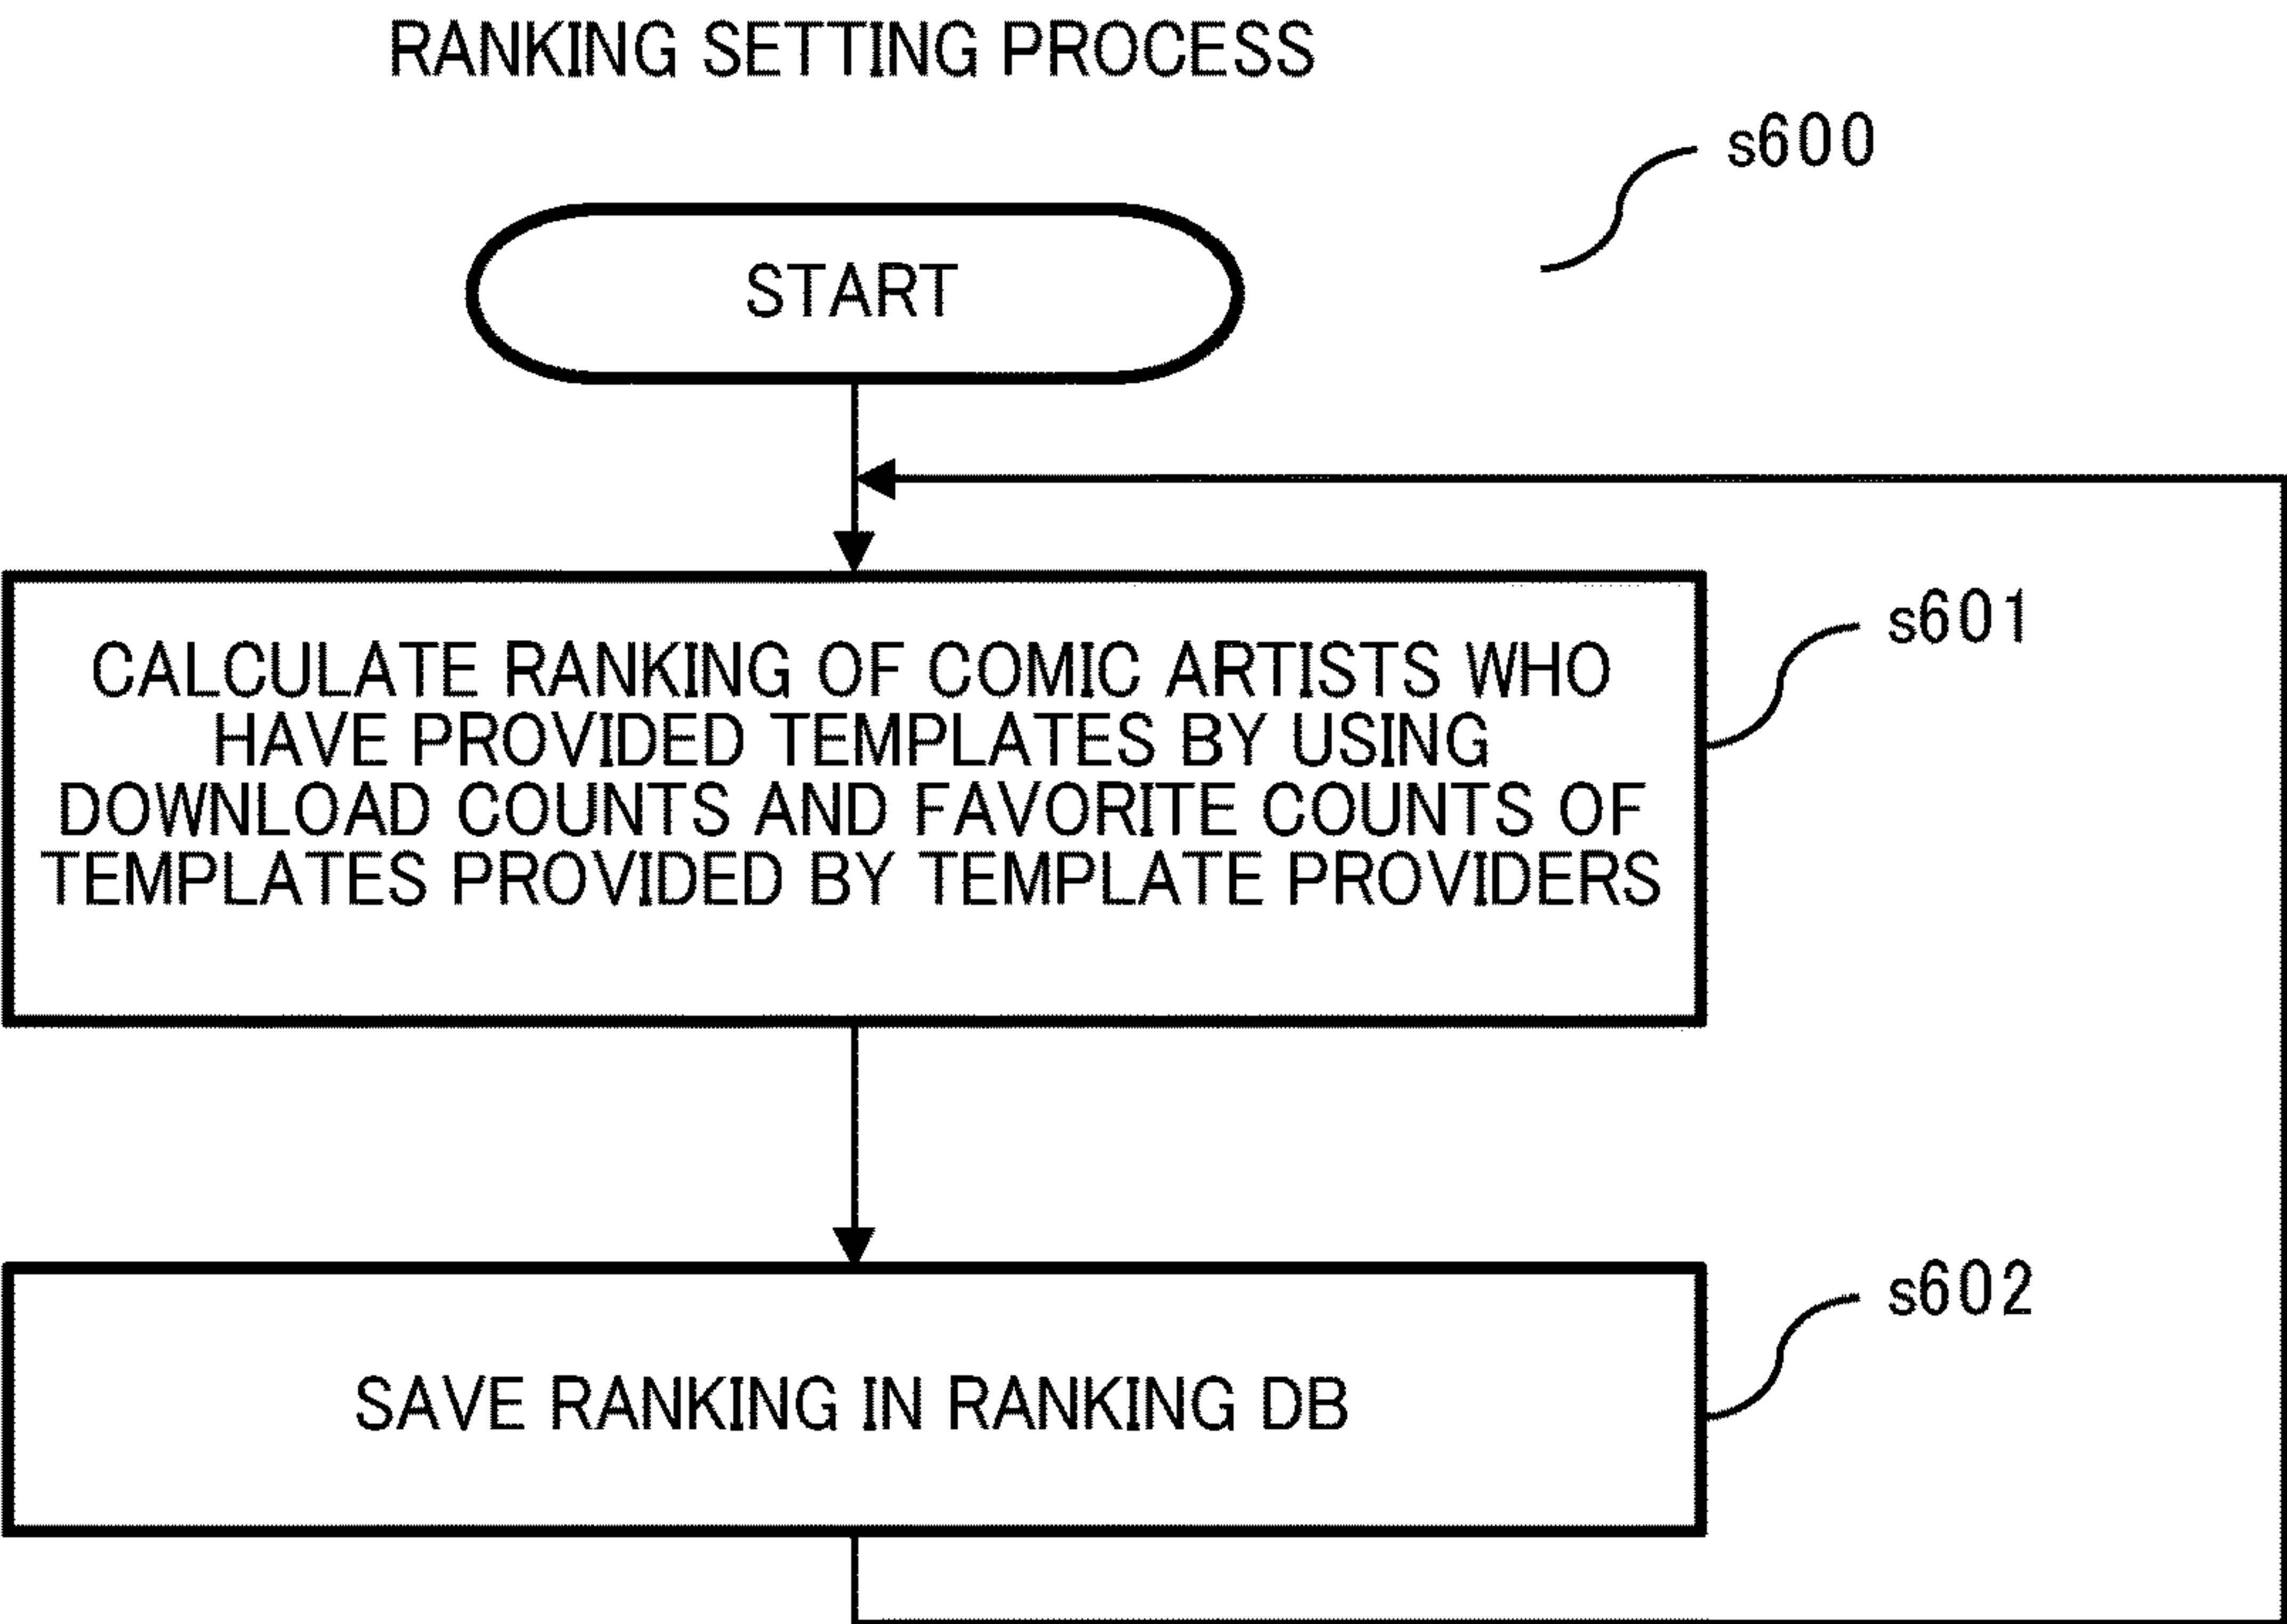 RANKING SETTING PROCESS
s600
START
s601
CALCULATE RANKING OF COMIC ARTISTS WHO
HAVE PROVIDED TEMPLATES BY USING
DOWNLOAD COUNTS AND FAVORITE COUNTS OF
TEMPLATES PROVIDED BY TEMPLATE PROVIDERS
s602
SAVE RANKING IN RANKING DB